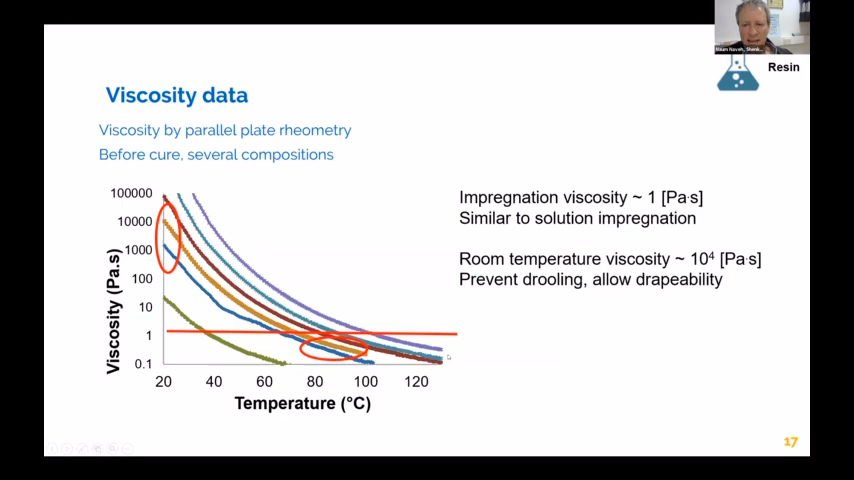 Resin
Viscosity data
Viscosity by parallel plate rheometry
Before cure, several compositions
Impregnation viscosity ~ 1 [Pa·s]
Similar to solution impregnation
Room temperature viscosity ~ 10⁴ [Pa·s]
Prevent drooling, allow drapeability
Viscosity (Pa.s)
100000
10000
1000
100
10
1
0.1
20 40 60 80 100 120
Temperature (°C)
17